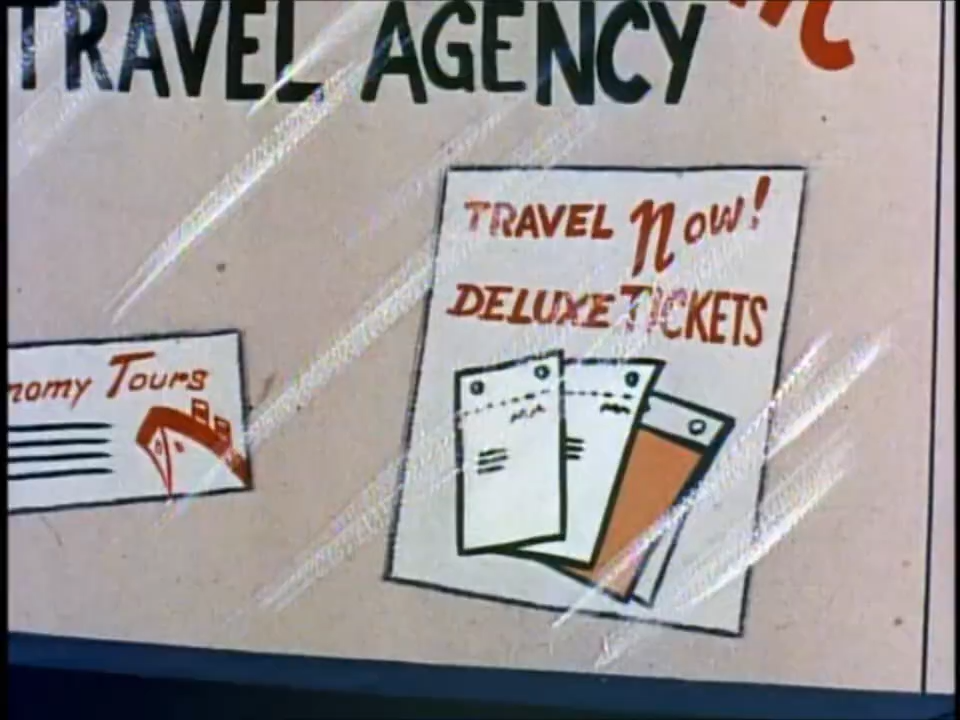 TRAVEL AGENCY
TRAVEL Now!
DELUXE TICKETS
nomy Tours